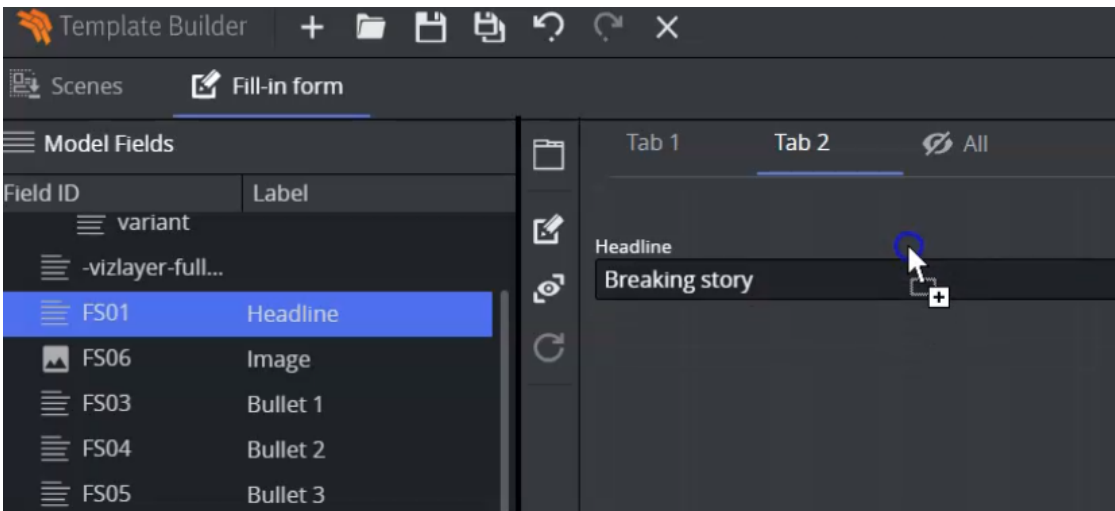 Template Builder
Scenes Fill-in form
Model Fields
Tab 1 Tab 2 All
Field ID Label
variant
-vizlayer-full...
Headline
Breaking story
FS01 Headline
FS06 Image
FS03 Bullet 1
FS04 Bullet 2
FS05 Bullet 3